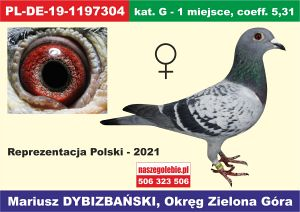 PL-DE-19-1197304 kat. G - 1 miejsce, coeff. 5,31
Reprezentacja Polski - 2021
naszegolebie.pl
506 323 506
Mariusz DYBIZBAŃSKI, Okręg Zielona Góra